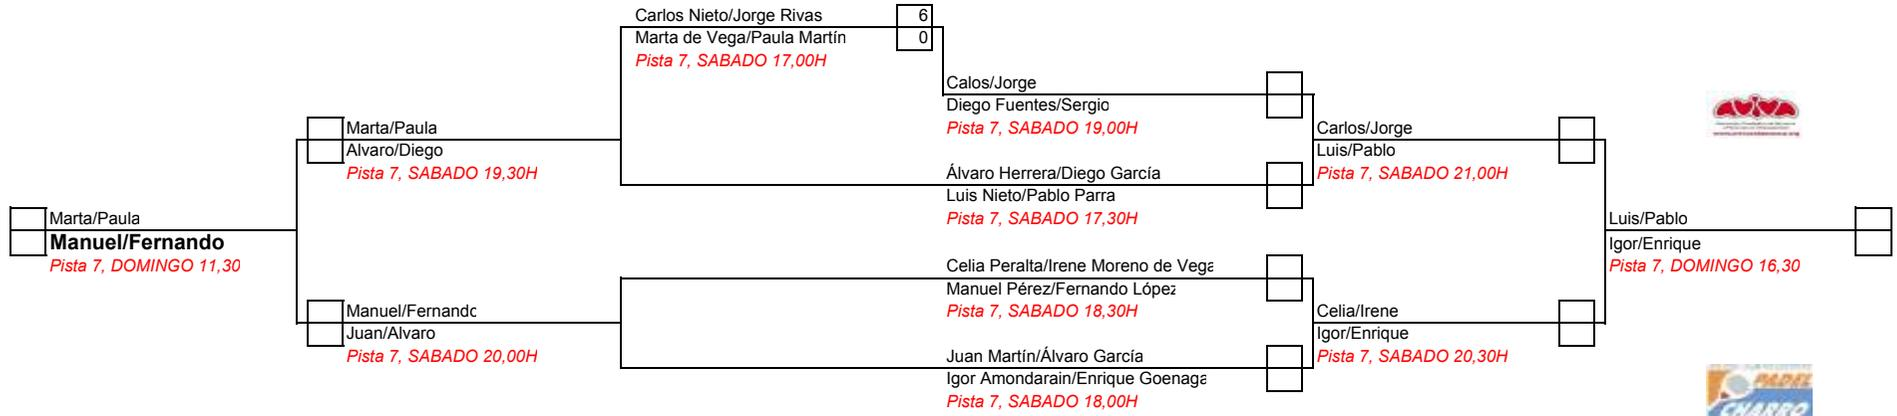 Carlos Nieto/Jorge Rivas 6
Marta de Vega/Paula Martín 0
Pista 7, SABADO 17,00H
Calos/Jorge
Diego Fuentes/Sergio
Pista 7, SABADO 19,00H
Marta/Paula
Alvaro/Diego
Pista 7, SABADO 19,30H
Carlos/Jorge
Luis/Pablo
Pista 7, SABADO 21,00H
Álvaro Herrera/Diego García
Luis Nieto/Pablo Parra
Pista 7, SABADO 17,30H
Marta/Paula
Manuel/Fernando
Pista 7, DOMINGO 11,30
Luis/Pablo
Igor/Enrique
Pista 7, DOMINGO 16,30
Celia Peralta/Irene Moreno de Vega
Manuel Pérez/Fernando López
Pista 7, SABADO 18,30H
Manuel/Fernando
Juan/Alvaro
Pista 7, SABADO 20,00H
Celia/Irene
Igor/Enrique
Pista 7, SABADO 20,30H
Juan Martín/Álvaro García
Igor Amondarain/Enrique Goenaga
Pista 7, SABADO 18,00H
PADEL
CHARRO